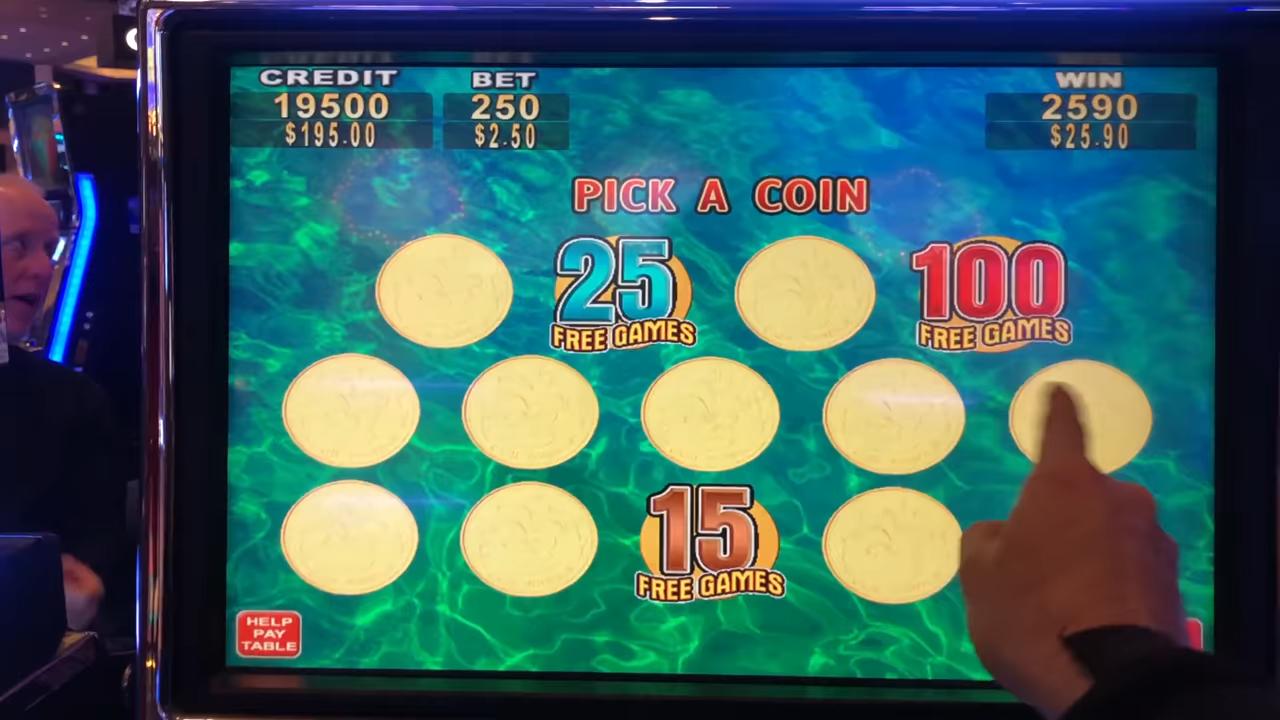 CREDIT
19500
$195.00
BET
250
$2.50
WIN
2590
$25.90
PICK A COIN
25
FREE GAMES
100
FREE GAMES
15
FREE GAMES
HELP
PAY
TABLE